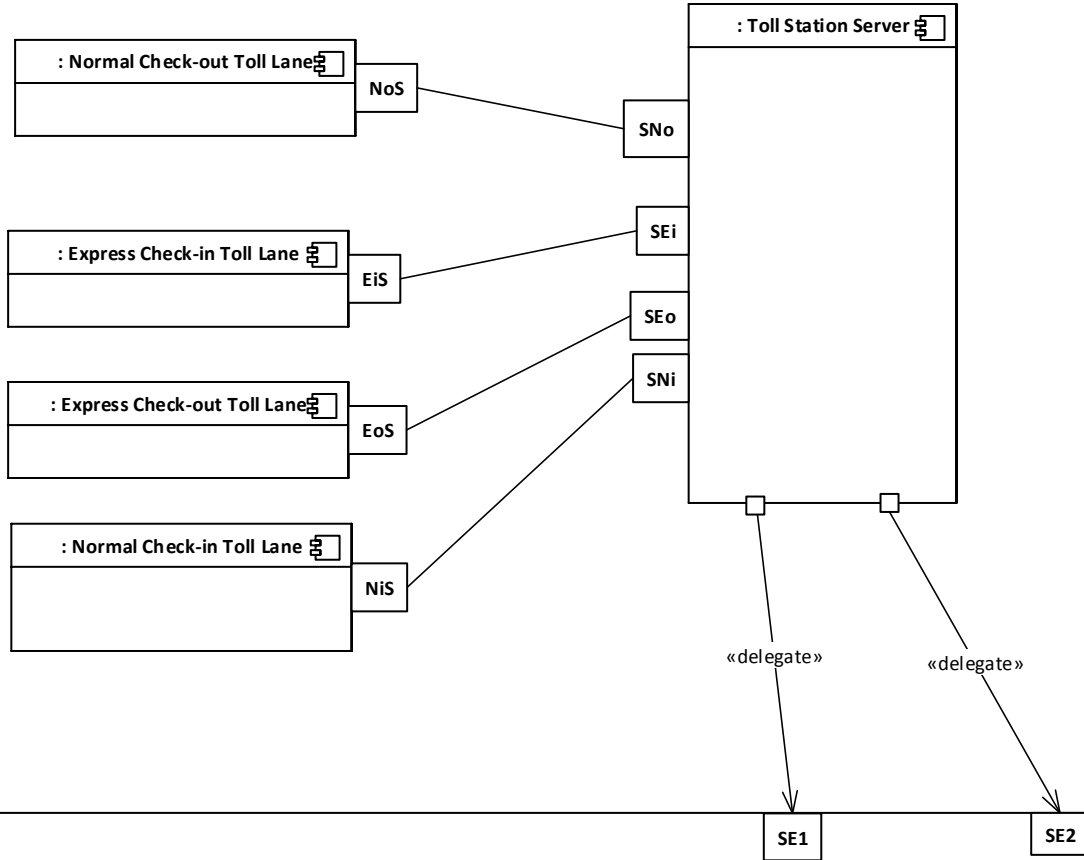 : Toll Station Server
: Normal Check-out Toll Lane
NoS
SNo
SEi
: Express Check-in Toll Lane
EiS
SEo
SNi
: Express Check-out Toll Lane
EoS
: Normal Check-in Toll Lane
NiS
«delegate»
«delegate»
SE1
SE2